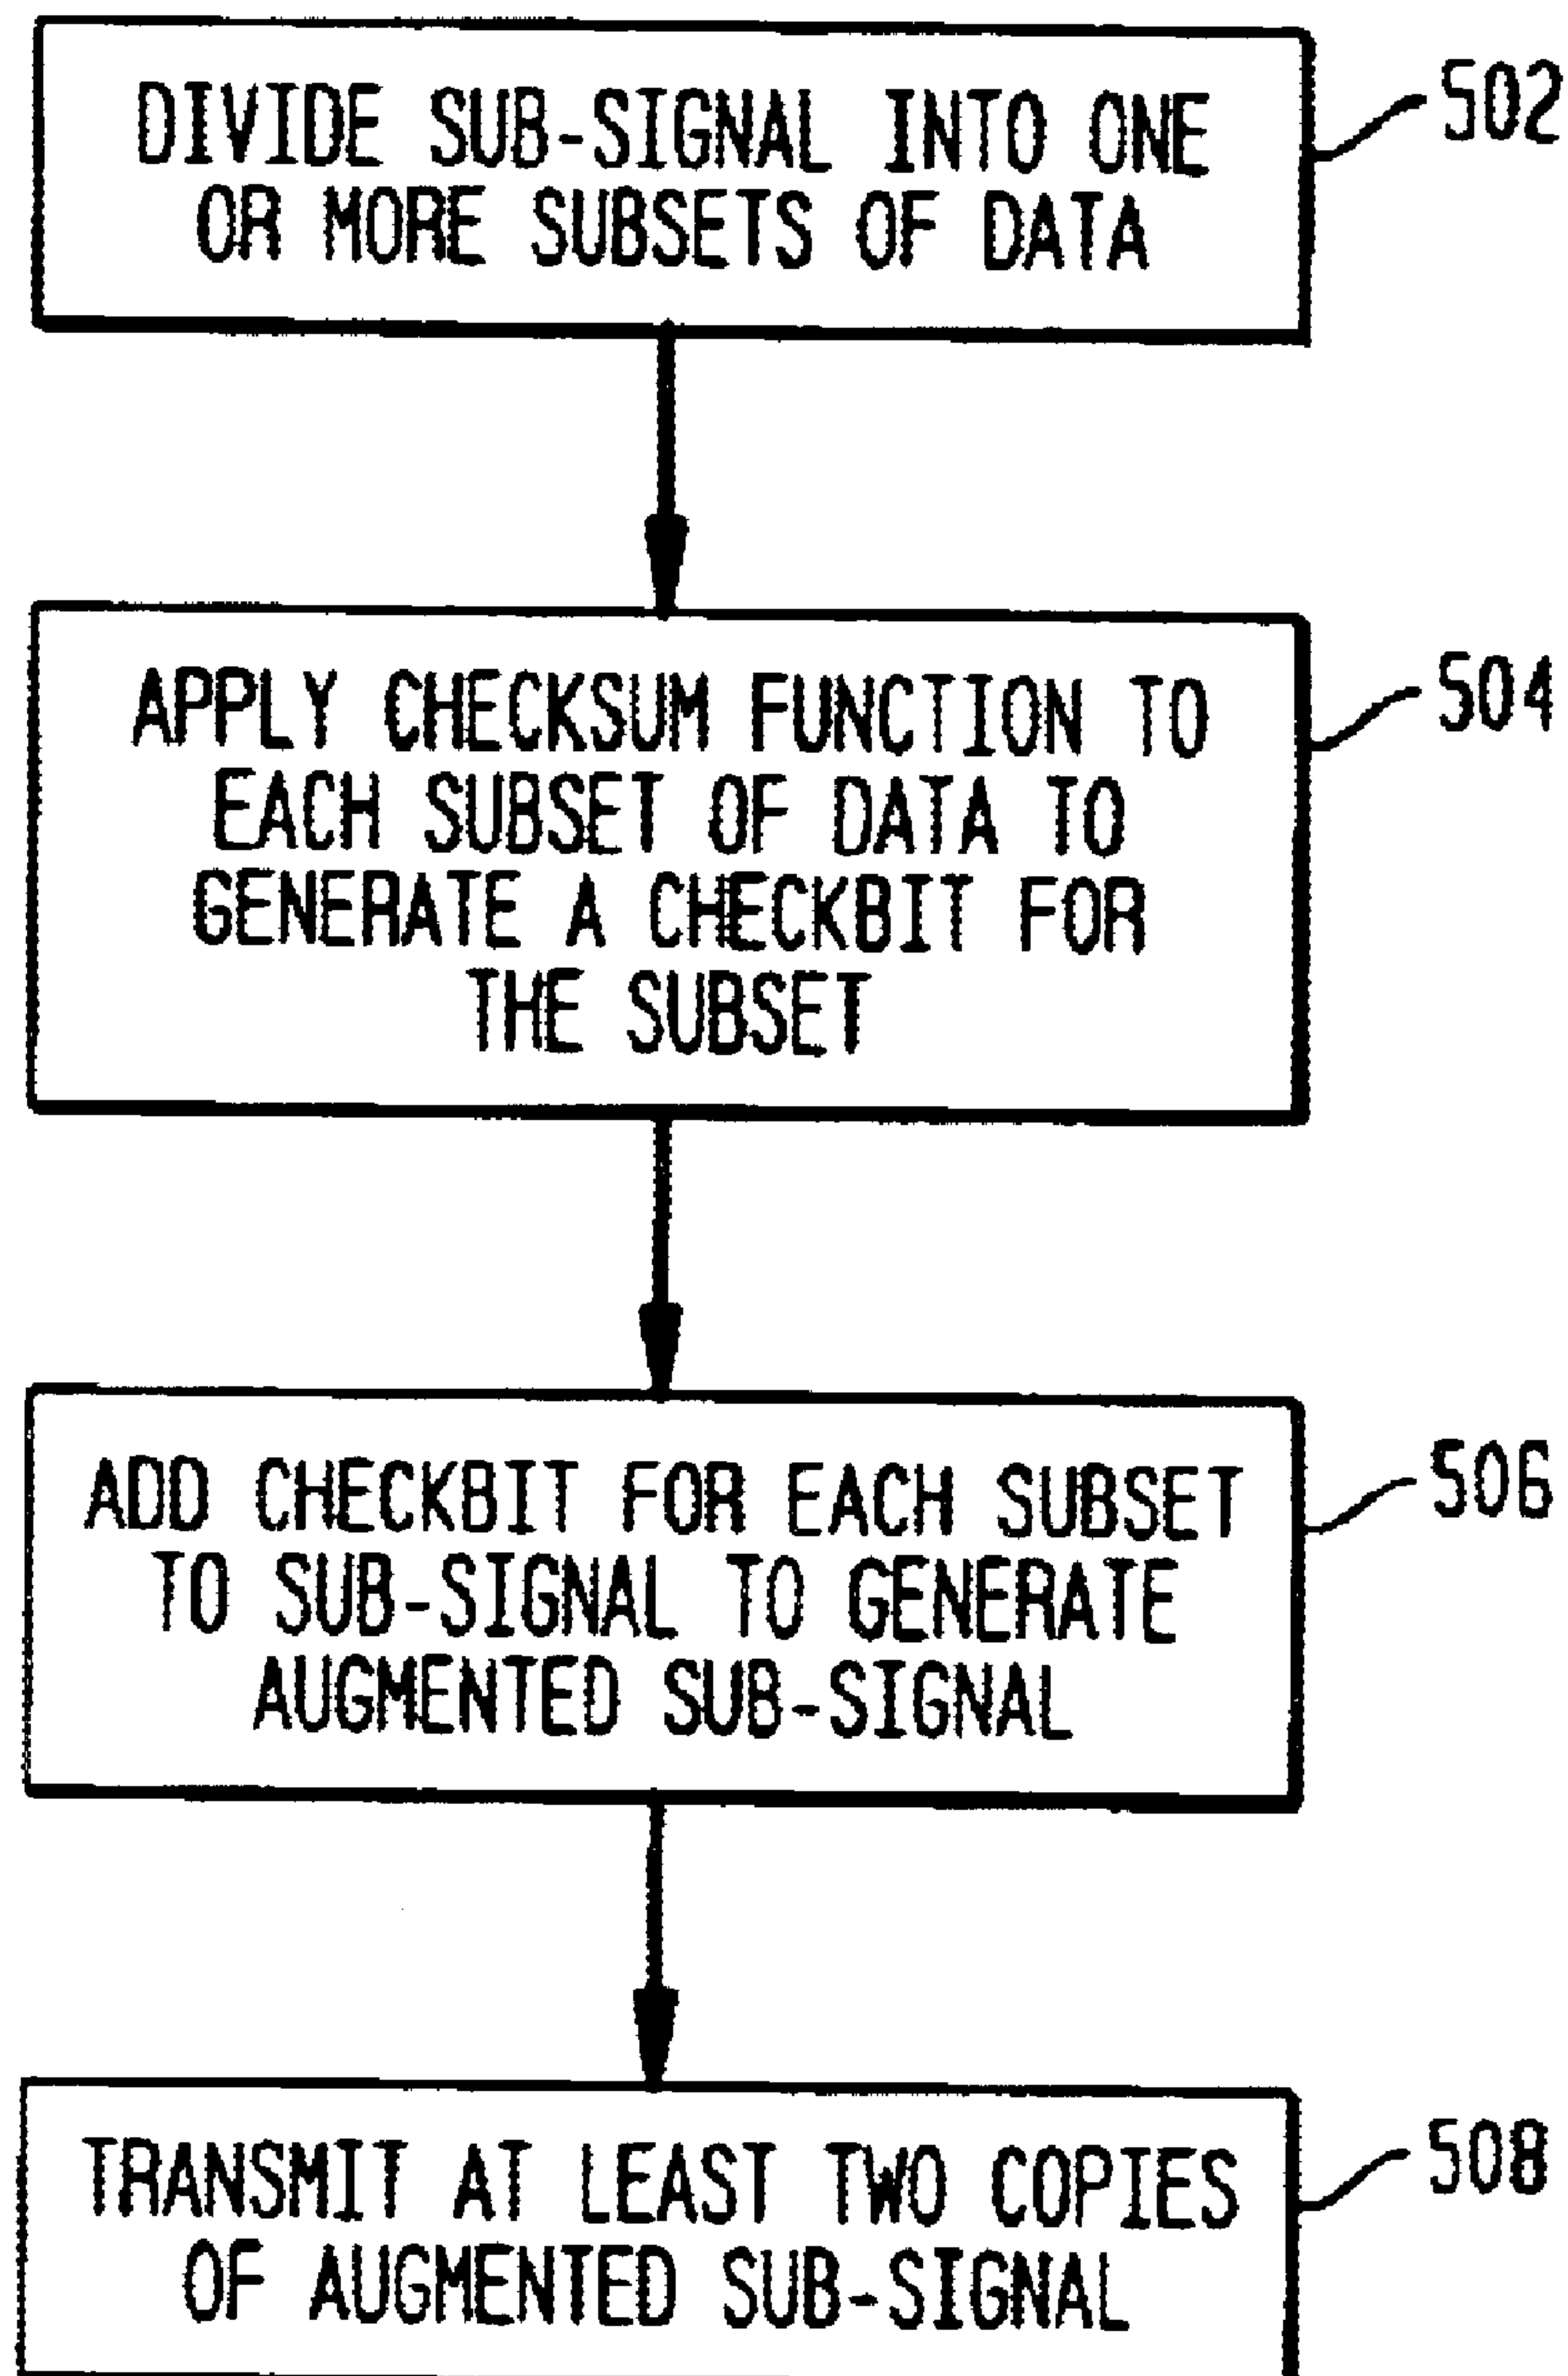 DIVIDE SUB-SIGNAL INTO ONE
OR MORE SUBSETS OF DATA
502
APPLY CHECKSUM FUNCTION TO
EACH SUBSET OF DATA TO
GENERATE A CHECKBIT FOR
THE SUBSET
504
ADD CHECKBIT FOR EACH SUBSET
TO SUB-SIGNAL TO GENERATE
AUGMENTED SUB-SIGNAL
506
TRANSMIT AT LEAST TWO COPIES
OF AUGMENTED SUB-SIGNAL
508